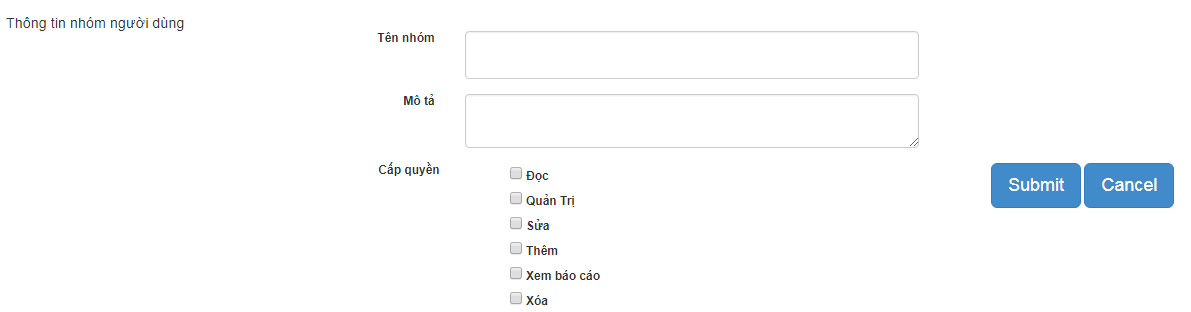 Thông tin nhóm người dùng
Tên nhóm
Mô tả
Cấp quyền
Đọc
Quản Trị
Sửa
Thêm
Xem báo cáo
Xóa
Submit Cancel